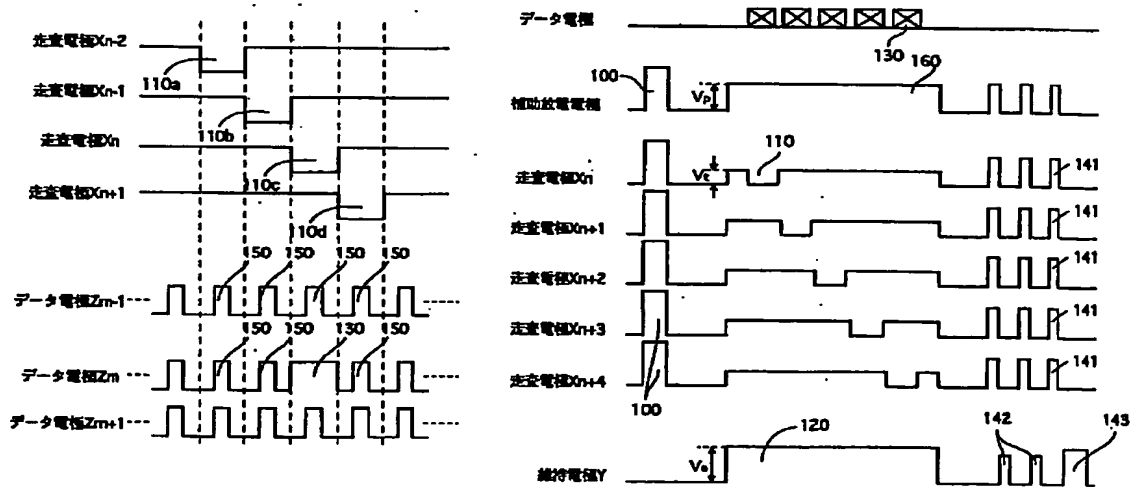 走査電極Xn-2
110a
走査電極Xn-1
110b
走査電極Xn
110c
走査電極Xn+1
110d
150 150 150 150
データ電極Zm-1
150 150 130 150
データ電極Zm
データ電極Zm+1
データ電極
130
100
160
補助放電電極
Vp
110
走査電極Xn
Vt
141
走査電極Xn+1
141
走査電極Xn+2
141
走査電極Xn+3
141
走査電極Xn+4
141
100
120
142
143
維持電極Y
Va